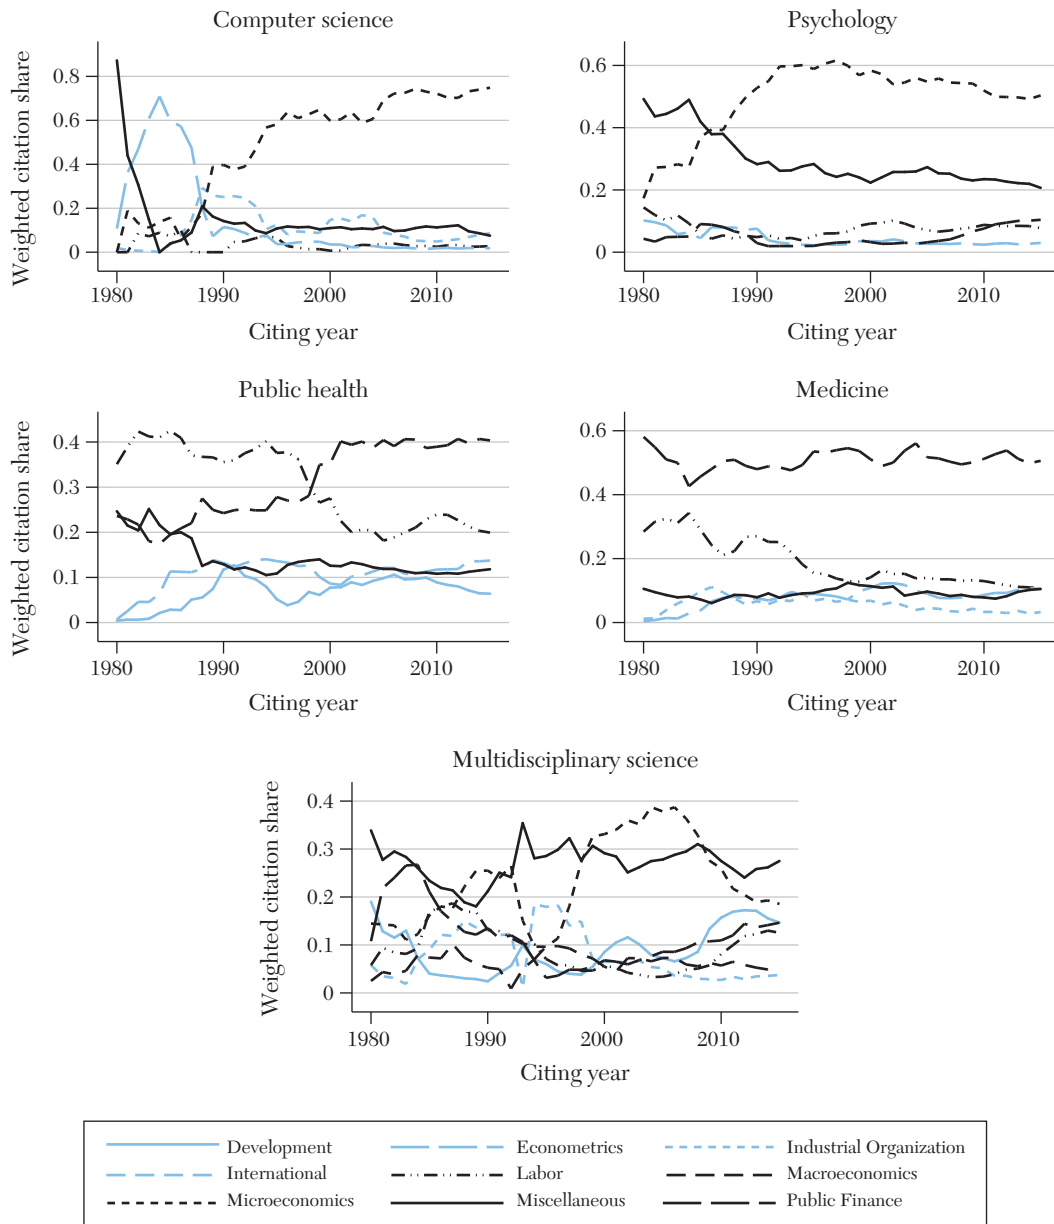 Computer science
Psychology
Weighted citation share
0.8
0.6
0.4
0.2
0
0.6
0.4
0.2
0
1980 1990 2000 2010
1980 1990 2000 2010
Citing year
Citing year
Public health
Medicine
Weighted citation share
0.4
0.3
0.2
0.1
0
0.6
0.4
0.2
0
1980 1990 2000 2010
1980 1990 2000 2010
Citing year
Citing year
Multidisciplinary science
Weighted citation share
0.4
0.3
0.2
0.1
0
1980 1990 2000 2010
Citing year
Development Econometrics Industrial Organization
International Labor Macroeconomics
Microeconomics Miscellaneous Public Finance